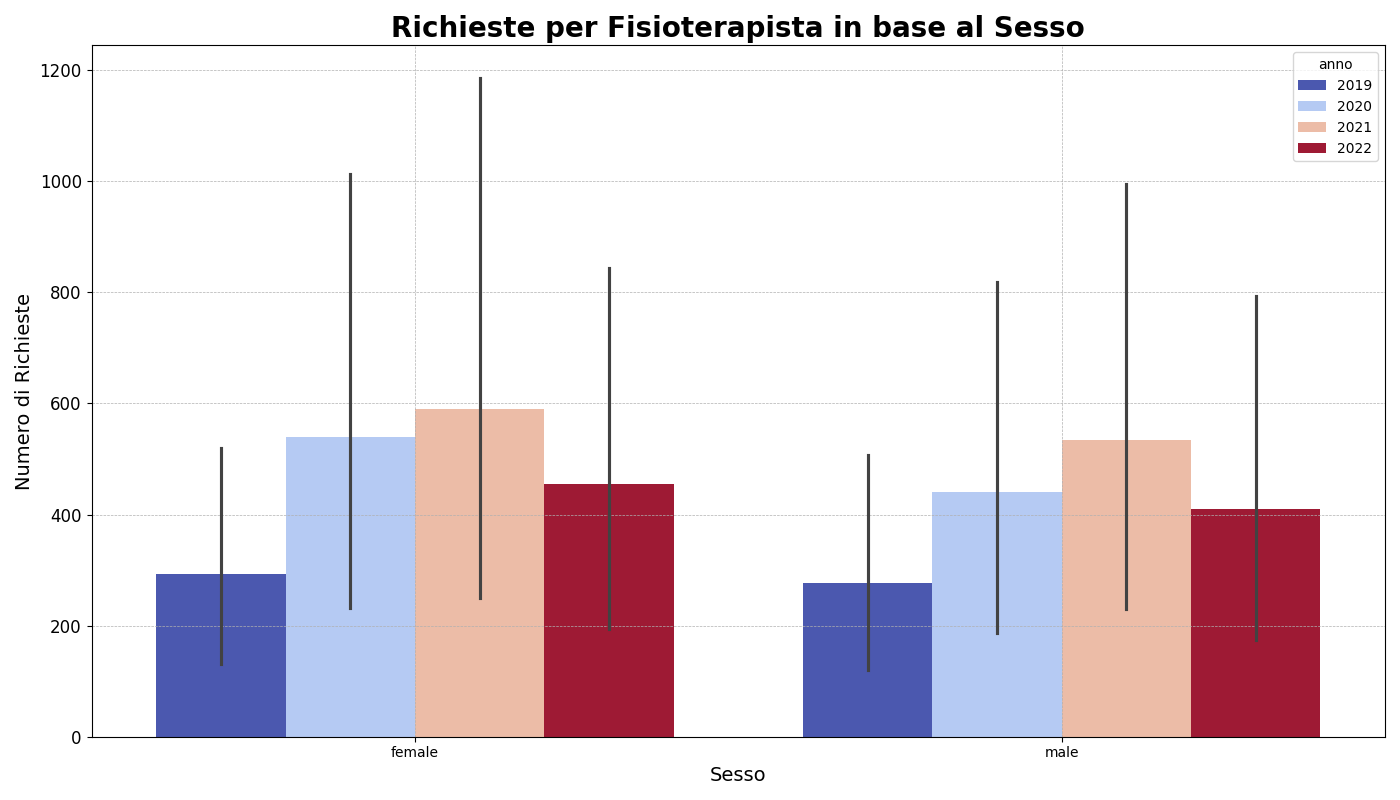 Richieste per Fisioterapista in base al Sesso
Numero di Richieste
1200
1000
800
600
400
200
0
anno
2019
2020
2021
2022
female
male
Sesso